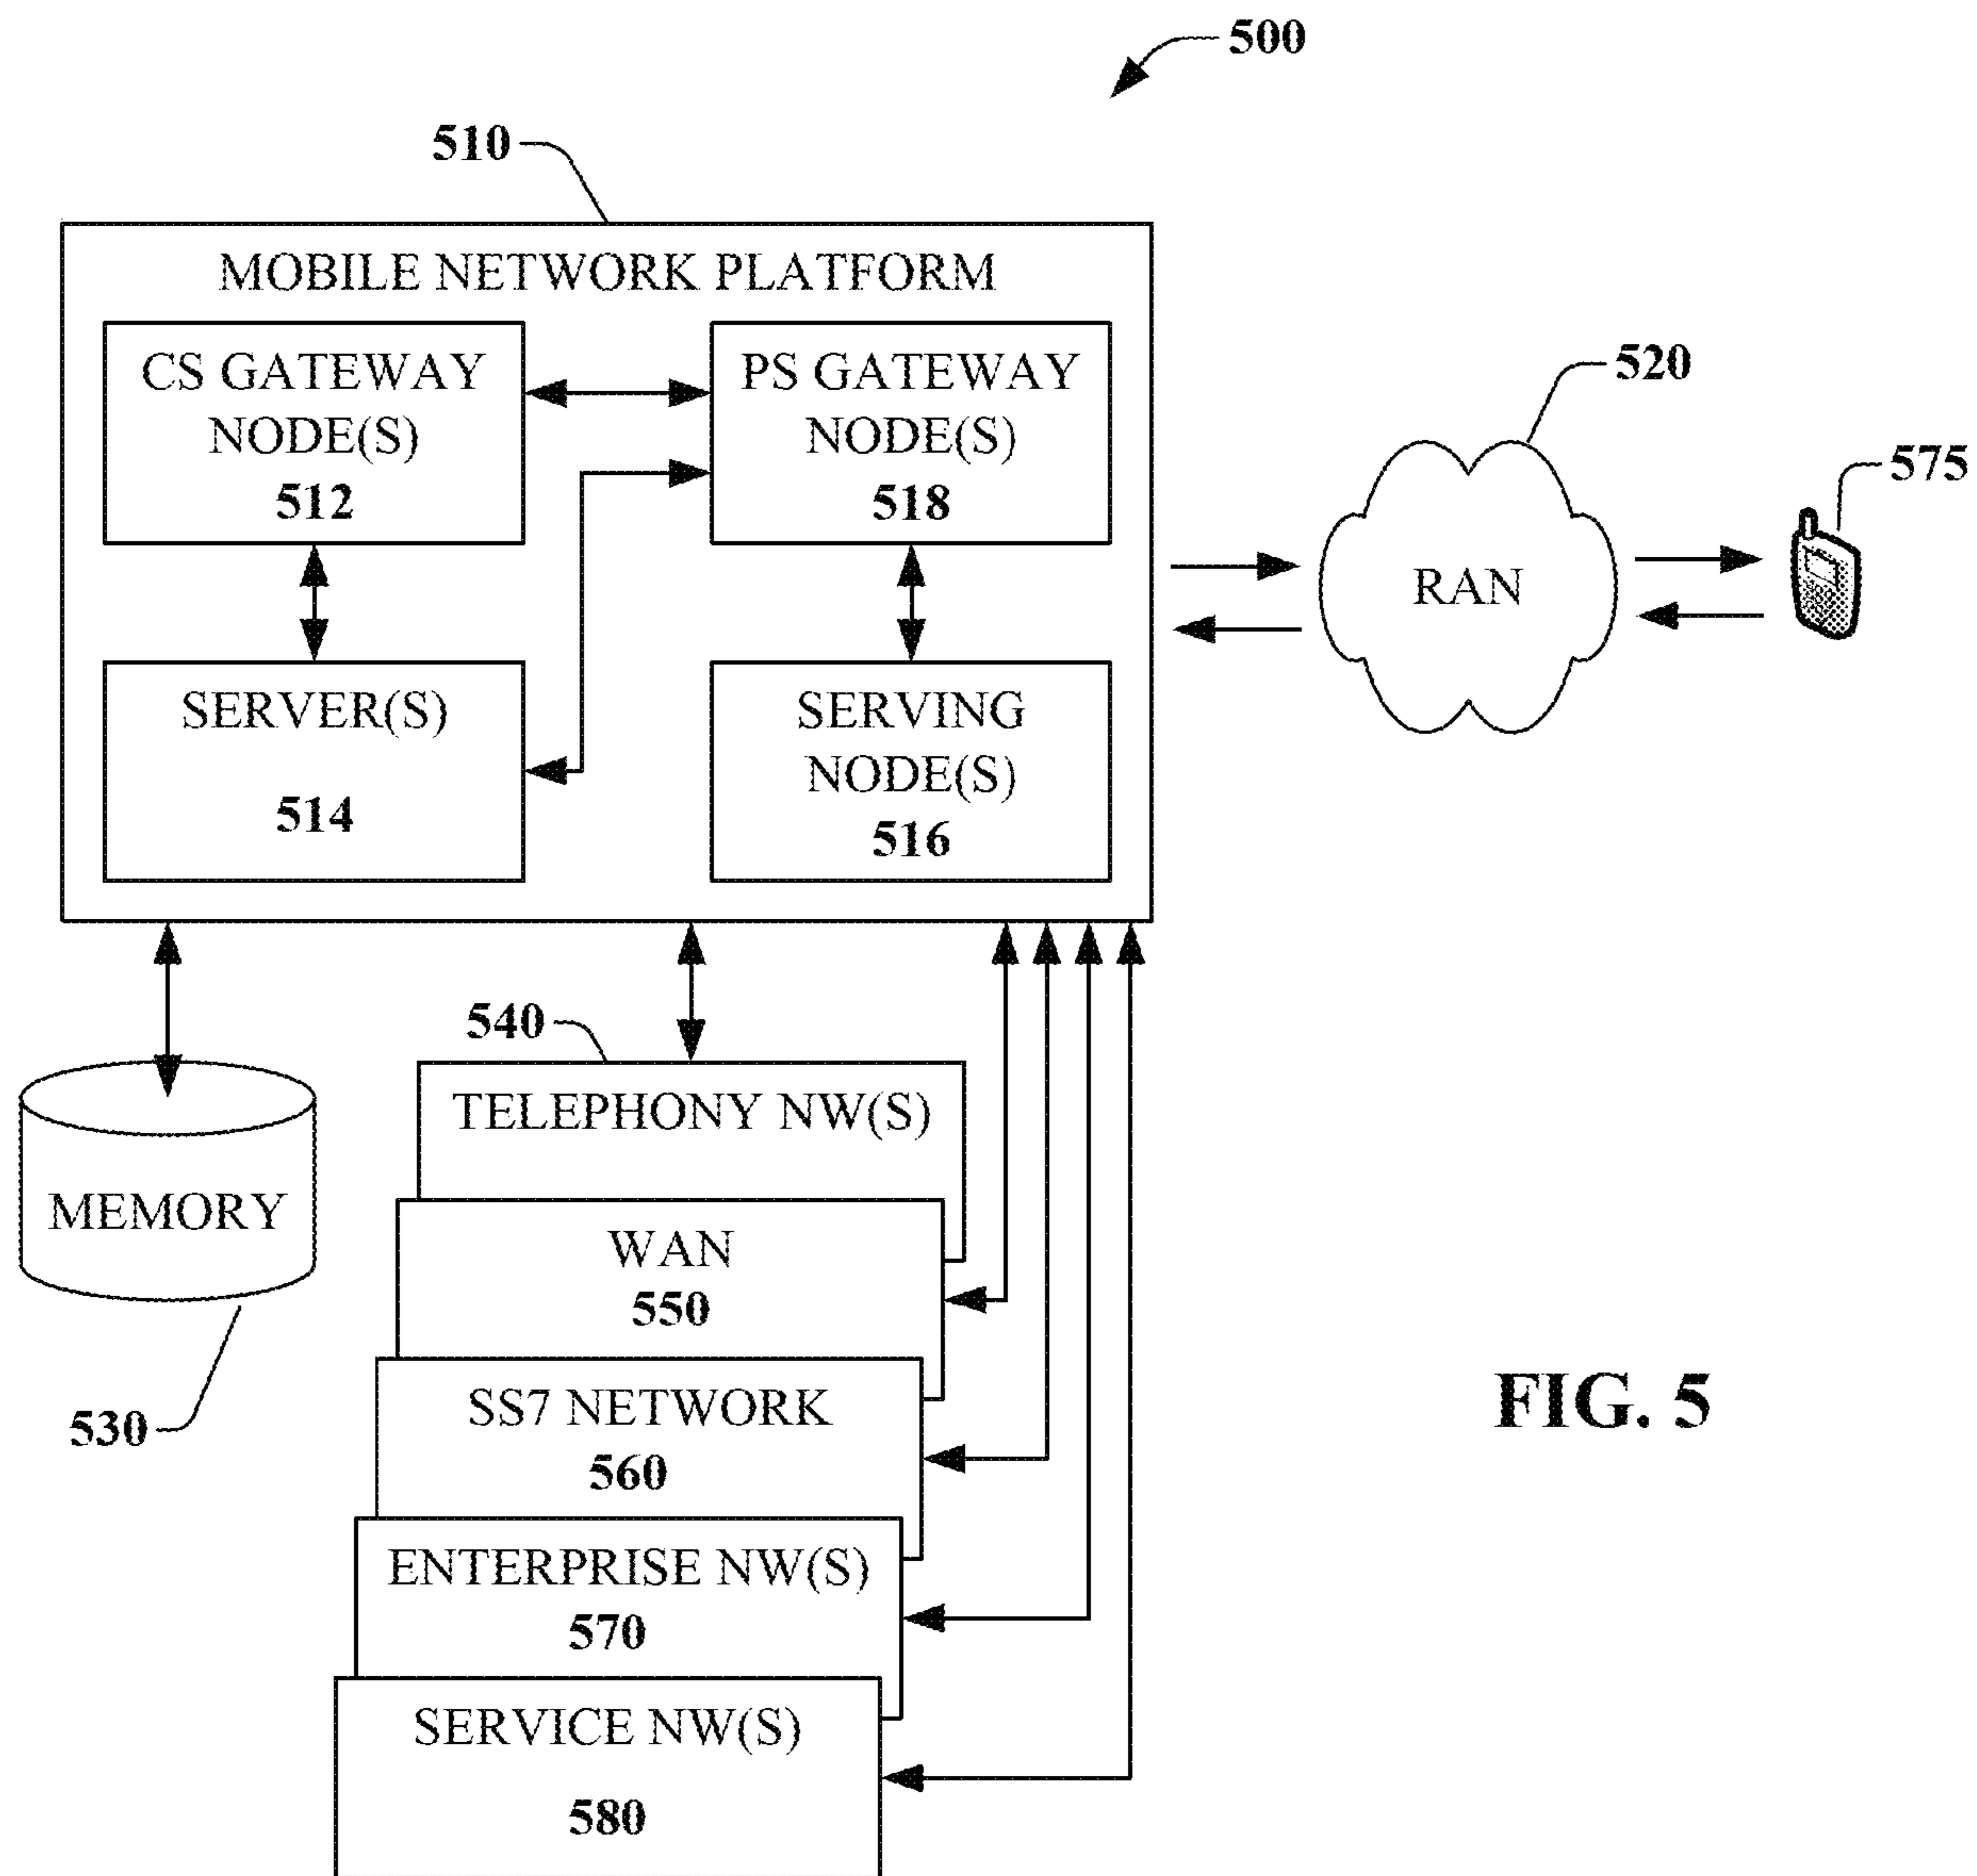 500
510
MOBILE NETWORK PLATFORM
CS GATEWAY
NODE(S)
512
PS GATEWAY
NODE(S)
518
SERVER(S)
514
SERVING
NODE(S)
516
520
RAN
575
540
TELEPHONY NW(S)
MEMORY
530
WAN
550
SS7 NETWORK
560
ENTERPRISE NW(S)
570
SERVICE NW(S)
580
FIG. 5